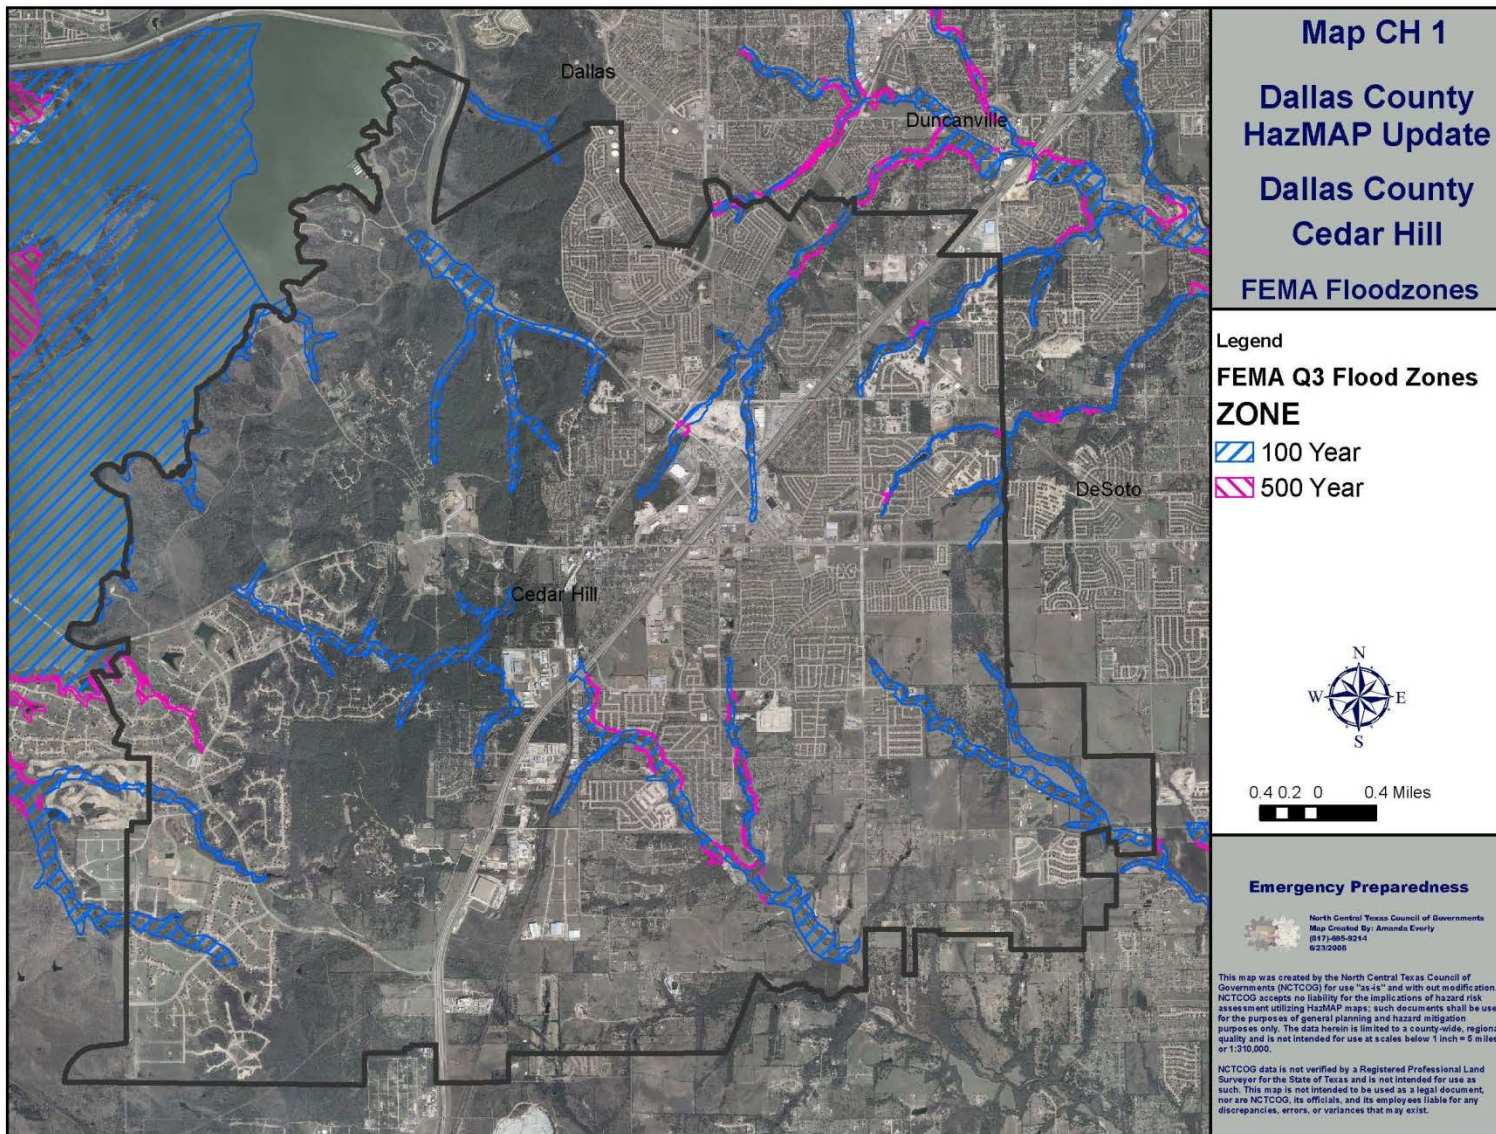 Map CH 1
Dallas County
HazMAP Update
Dallas County
Cedar Hill
FEMA Floodzones
Dallas
Duncanville
DeSoto
Cedar Hill
Legend
FEMA Q3 Flood Zones
ZONE
100 Year
500 Year
N
W E
S
0.4 0.2 0 0.4 Miles
Emergency Preparedness
North Central Texas Council of Governments
Map Created By: Amanda Everly
(817)-695-9214
6/23/2008
This map was created by the North Central Texas Council of
Governments (NCTCOG) for use "as-is" and with out modification.
NCTCOG accepts no liability for the implications of hazard risk
assessment utilizing HazMAP maps; such documents shall be use
for the purposes of general planning and hazard mitigation
purposes only. The data herein is limited to a county-wide, regiona
quality and is not intended for use at scales below 1 inch = 5 miles
or 1:310,000.
NCTCOG data is not verified by a Registered Professional Land
Surveyor for the State of Texas and is not intended for use as
such. This map is not intended to be used as a legal document,
nor are NCTCOG, its officials, and its employees liable for any
discrepancies, errors, or variances that may exist.